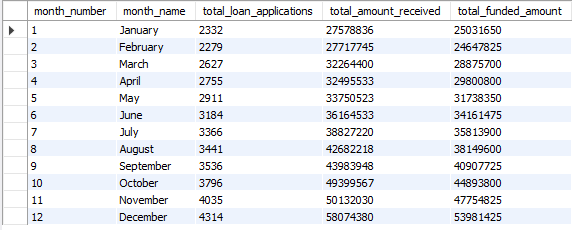 month_number month_name total_loan_applications total_amount_received total_funded_amount
1 January 2332 27578836 25031650
2 February 2279 27717745 24647825
3 March 2627 32264400 28875700
4 April 2755 32495533 29800800
5 May 2911 33750523 31738350
6 June 3184 36164533 34161475
7 July 3366 38827220 35813900
8 August 3441 42682218 38149600
9 September 3536 43983948 40907725
10 October 3796 49399567 44893800
11 November 4035 50132030 47754825
12 December 4314 58074380 53981425